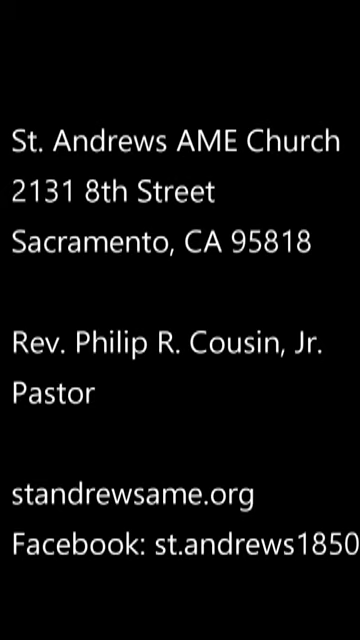 St. Andrews AME Church
2131 8th Street
Sacramento, CA 95818
Rev. Philip R. Cousin, Jr.
Pastor
standrewsame.org
Facebook: st.andrews1850